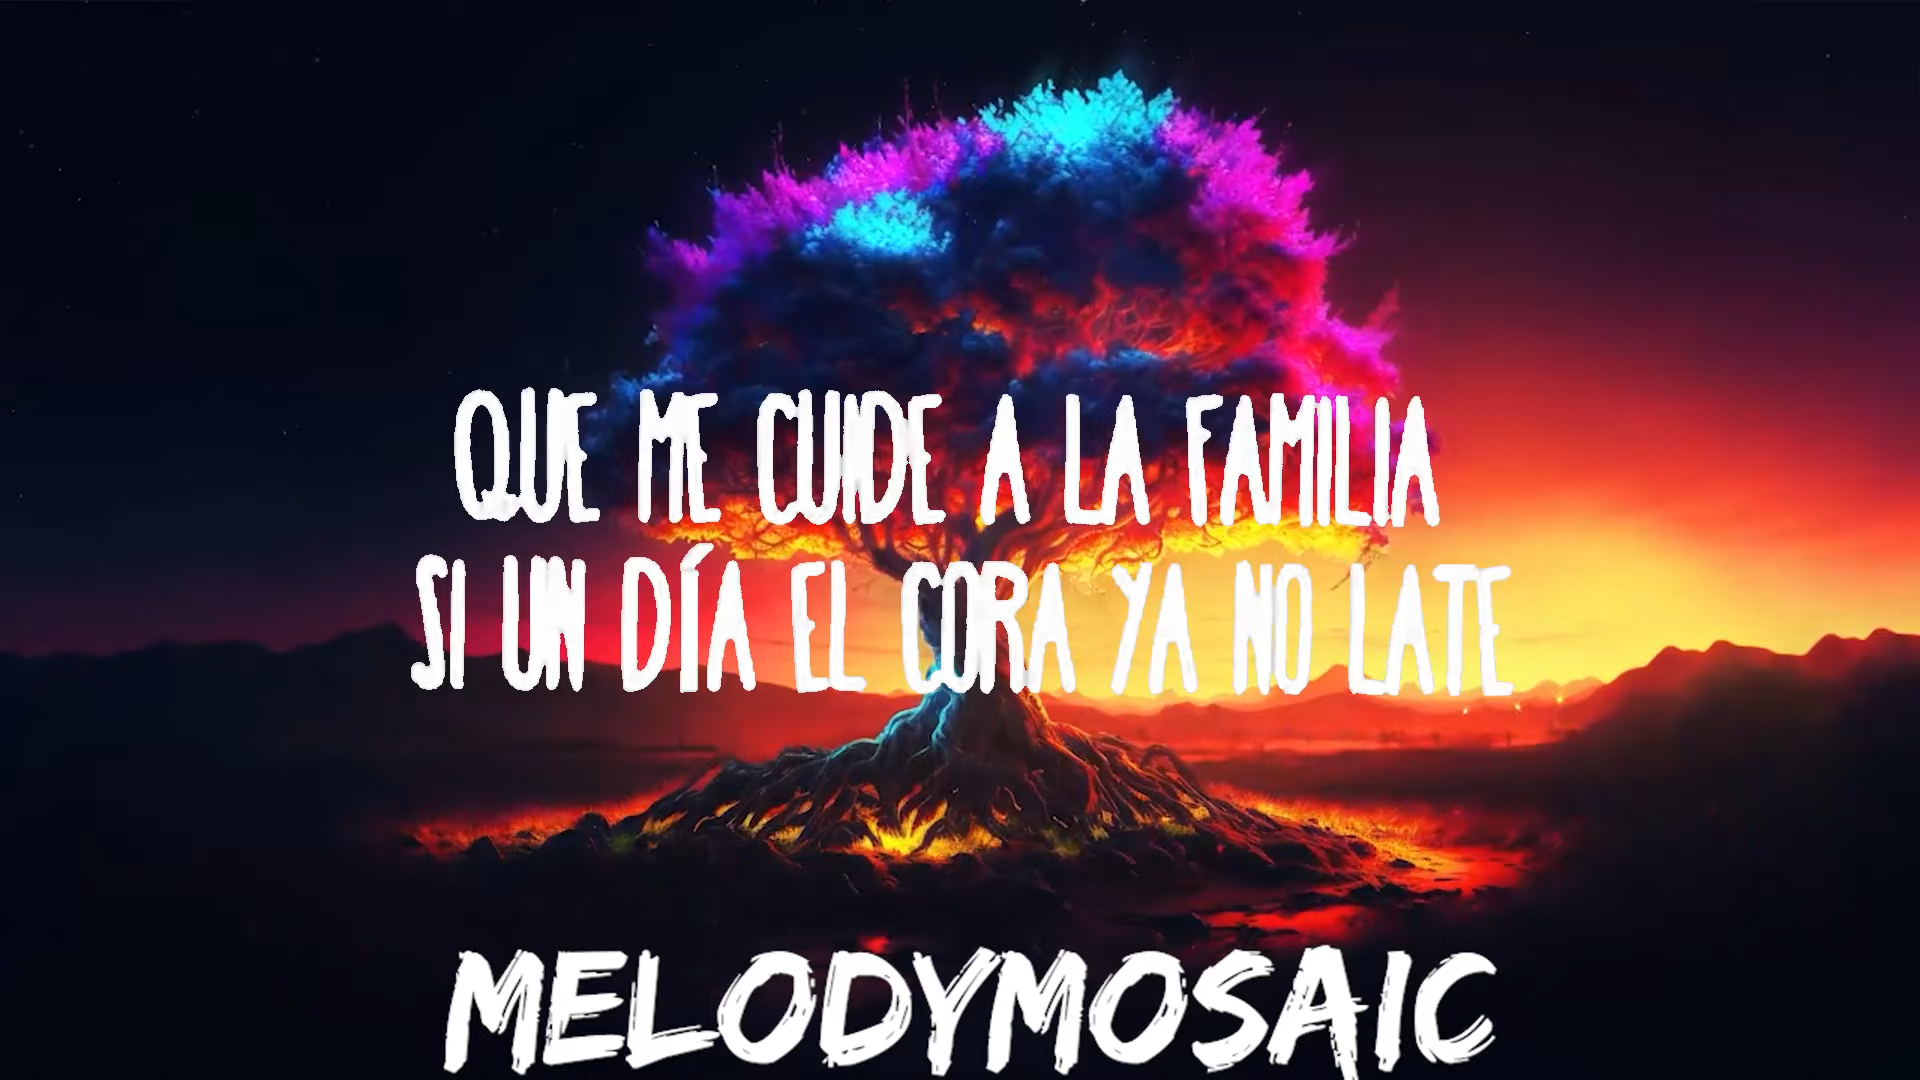 QUE ME CUIDE A LA FAMILIA
SI UN DÍA EL CORA YA NO LATE
MELODYMOSAIC